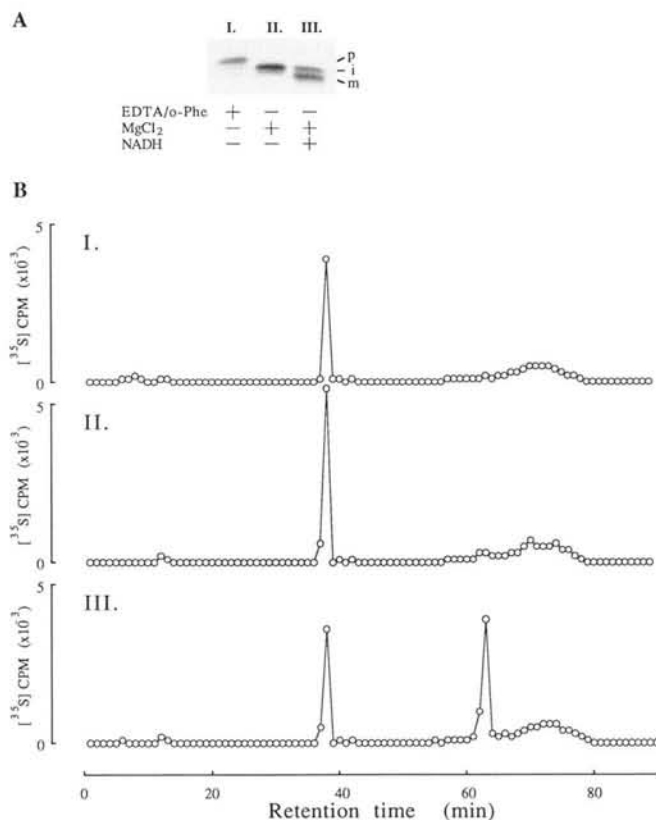 A
I. II. III.
p
i
m
EDTA/o-Phe + − −
MgCl₂ − + +
NADH − − +
B
5
I.
[³⁵S] CPM (x10⁻³)
0
5
II.
[³⁵S] CPM (x10⁻³)
0
5
III.
[³⁵S] CPM (x10⁻³)
0
0 20 40 60 80
Retention time (min)